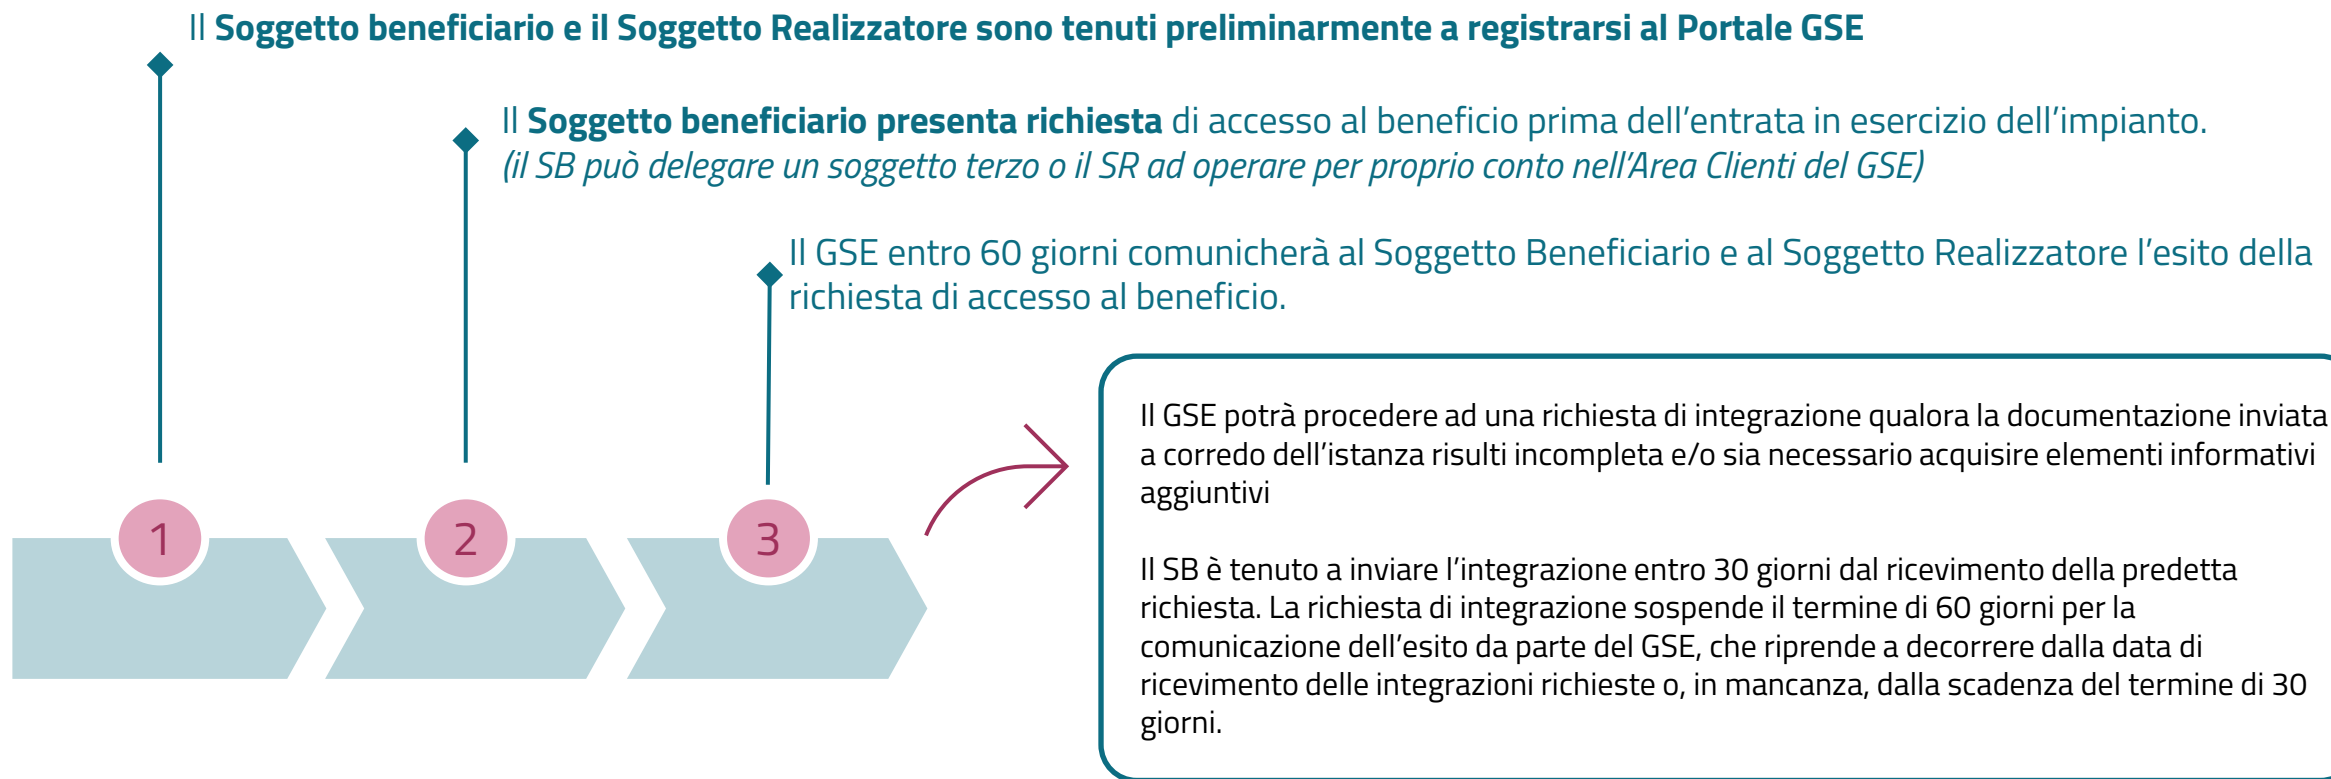 Il Soggetto beneficiario e il Soggetto Realizzatore sono tenuti preliminarmente a registrarsi al Portale GSE
Il Soggetto beneficiario presenta richiesta di accesso al beneficio prima dell'entrata in esercizio dell'impianto.
(il SB può delegare un soggetto terzo o il SR ad operare per proprio conto nell'Area Clienti del GSE)
Il GSE entro 60 giorni comunicherà al Soggetto Beneficiario e al Soggetto Realizzatore l'esito della
richiesta di accesso al beneficio.
Il GSE potrà procedere ad una richiesta di integrazione qualora la documentazione inviata
a corredo dell'istanza risulti incompleta e/o sia necessario acquisire elementi informativi
aggiuntivi
Il SB è tenuto a inviare l'integrazione entro 30 giorni dal ricevimento della predetta
richiesta. La richiesta di integrazione sospende il termine di 60 giorni per la
comunicazione dell'esito da parte del GSE, che riprende a decorrere dalla data di
ricevimento delle integrazioni richieste o, in mancanza, dalla scadenza del termine di 30
giorni.
1
2
3